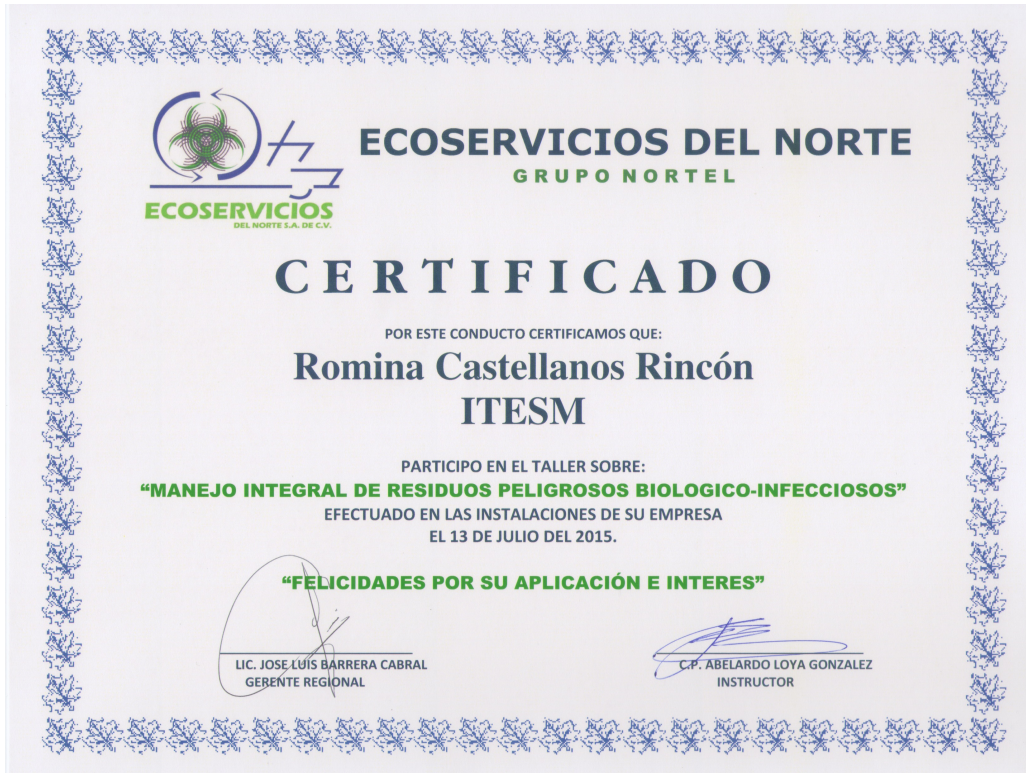 ECOSERVICIOS
DEL NORTE S.A. DE C.V.
ECOSERVICIOS DEL NORTE
GRUPO NORTEL
CERTIFICADO
POR ESTE CONDUCTO CERTIFICAMOS QUE:
Romina Castellanos Rincón
ITESM
PARTICIPO EN EL TALLER SOBRE:
“MANEJO INTEGRAL DE RESIDUOS PELIGROSOS BIOLOGICO-INFECCIOSOS”
EFECTUADO EN LAS INSTALACIONES DE SU EMPRESA
EL 13 DE JULIO DEL 2015.
“FELICIDADES POR SU APLICACIÓN E INTERES”
LIC. JOSE LUIS BARRERA CABRAL
GERENTE REGIONAL
C.P. ABELARDO LOYA GONZALEZ
INSTRUCTOR